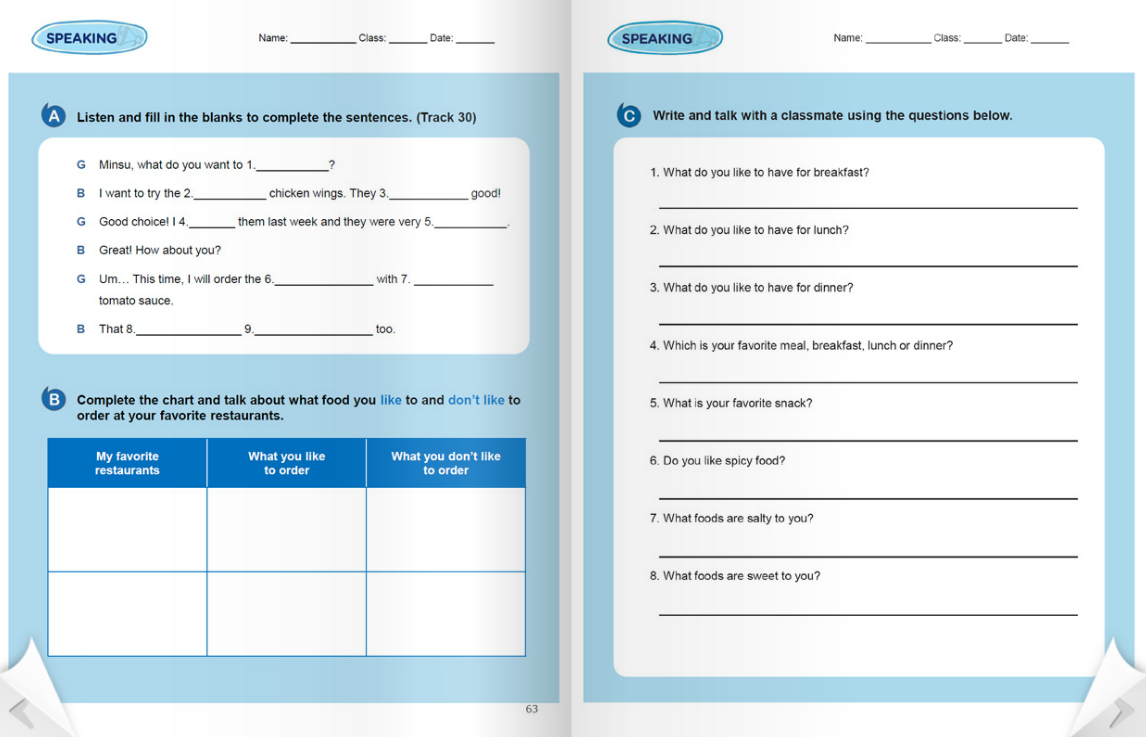 SPEAKING
Name: __________ Class: ______ Date: ______
A Listen and fill in the blanks to complete the sentences. (Track 30)
G Minsu, what do you want to 1.___________?
B I want to try the 2.___________ chicken wings. They 3.____________ good!
G Good choice! I 4._______ them last week and they were very 5.___________.
B Great! How about you?
G Um... This time, I will order the 6._______________ with 7. ____________
tomato sauce.
B That 8.________________ 9.__________________ too.
B Complete the chart and talk about what food you like to and don't like to
order at your favorite restaurants.
My favorite restaurants
What you like to order
What you don't like to order
63
SPEAKING
Name: __________ Class: ______ Date: ______
C Write and talk with a classmate using the questions below.
1. What do you like to have for breakfast?
2. What do you like to have for lunch?
3. What do you like to have for dinner?
4. Which is your favorite meal, breakfast, lunch or dinner?
5. What is your favorite snack?
6. Do you like spicy food?
7. What foods are salty to you?
8. What foods are sweet to you?